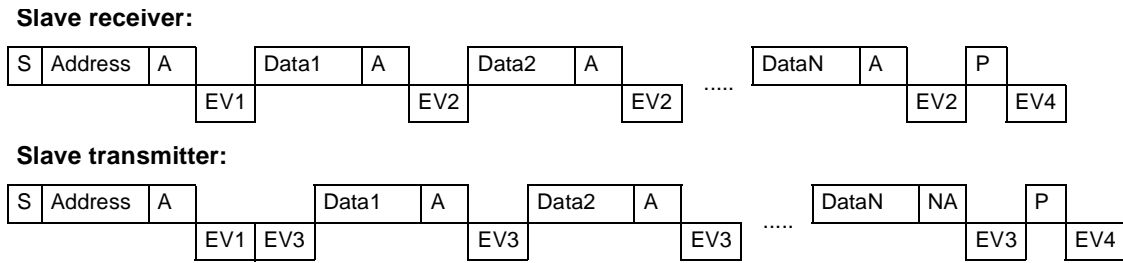 Slave receiver:
S Address A Data1 A Data2 A DataN A P
EV1 EV2 EV2 ..... EV2 EV4
Slave transmitter:
S Address A Data1 A Data2 A DataN NA P
EV1 EV3 EV3 EV3 ..... EV3 EV4